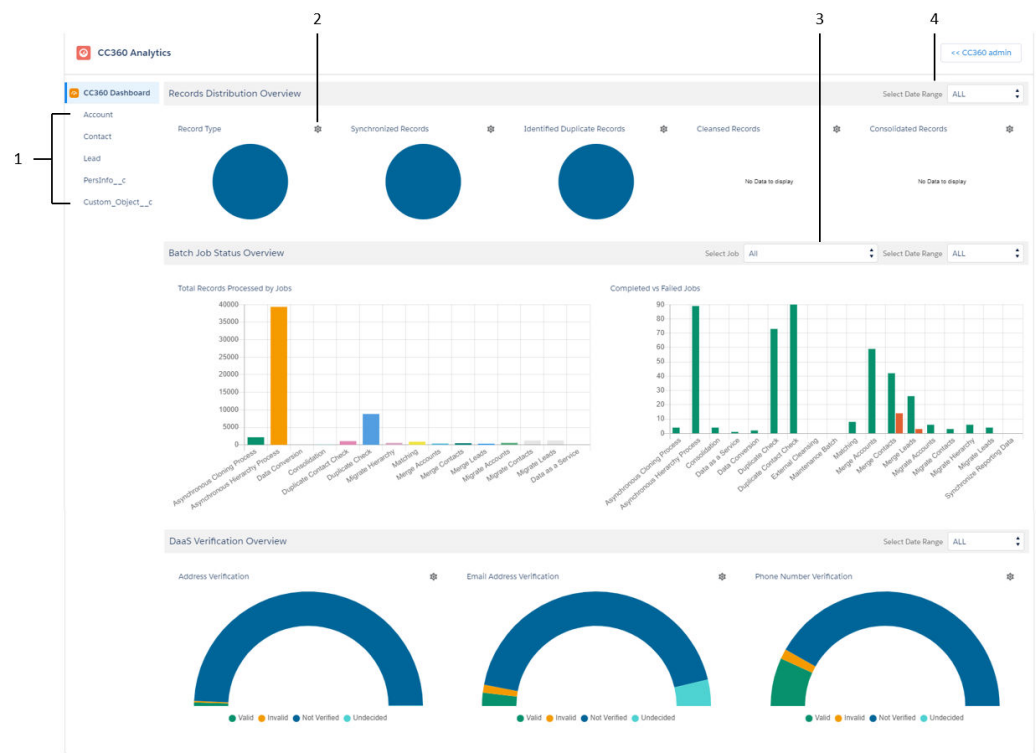 2
3
4
CC360 Analytics
<< CC360 admin
CC360 Dashboard
Records Distribution Overview
Select Date Range
ALL
1
Account
Contact
Lead
PersInfo__c
Custom_Object__c
Record Type
Synchronized Records
Identified Duplicate Records
Cleansed Records
Consolidated Records
No Data to display
No Data to display
Batch Job Status Overview
Select Job
All
Select Date Range
ALL
Total Records Processed by Jobs
40000
35000
30000
25000
20000
15000
10000
5000
0
Asynchronous Cloning Process
Asynchronous Hierarchy Process
Data Conversion
Consolidation
Duplicate Contact Check
Duplicate Check
Migrate Hierarchy
Matching
Merge Accounts
Merge Contacts
Merge Leads
Migrate Accounts
Migrate Contacts
Migrate Leads
Data as a Service
Completed vs Failed Jobs
90
80
70
60
50
40
30
20
10
0
Asynchronous Cloning Process
Asynchronous Hierarchy Process
Consolidation
Data as a Service
Data Conversion
Duplicate Check
Duplicate Contact Check
External Cleansing
Maintenance Batch
Matching
Merge Accounts
Merge Contacts
Merge Leads
Migrate Accounts
Migrate Contacts
Migrate Hierarchy
Migrate Leads
Synchronize Reporting Data
DaaS Verification Overview
Select Date Range
ALL
Address Verification
Email Address Verification
Phone Number Verification
Valid Invalid Not Verified Undecided
Valid Invalid Not Verified Undecided
Valid Invalid Not Verified Undecided